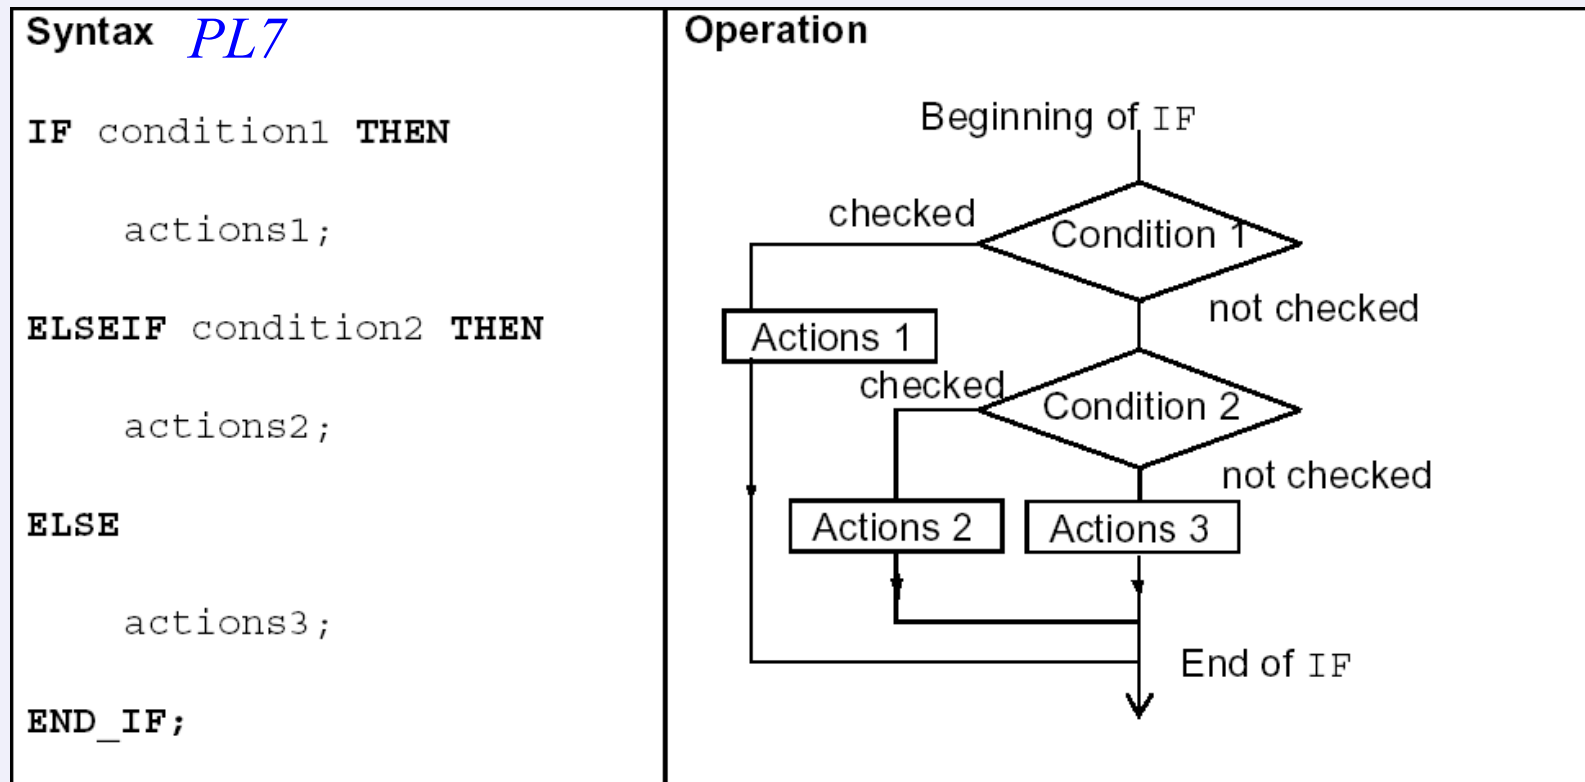 Syntax PL7
IF condition1 THEN
actions1;
ELSEIF condition2 THEN
actions2;
ELSE
actions3;
END_IF;
Operation
Beginning of IF
checked
Condition 1
not checked
Actions 1
checked
Condition 2
not checked
Actions 2
Actions 3
End of IF